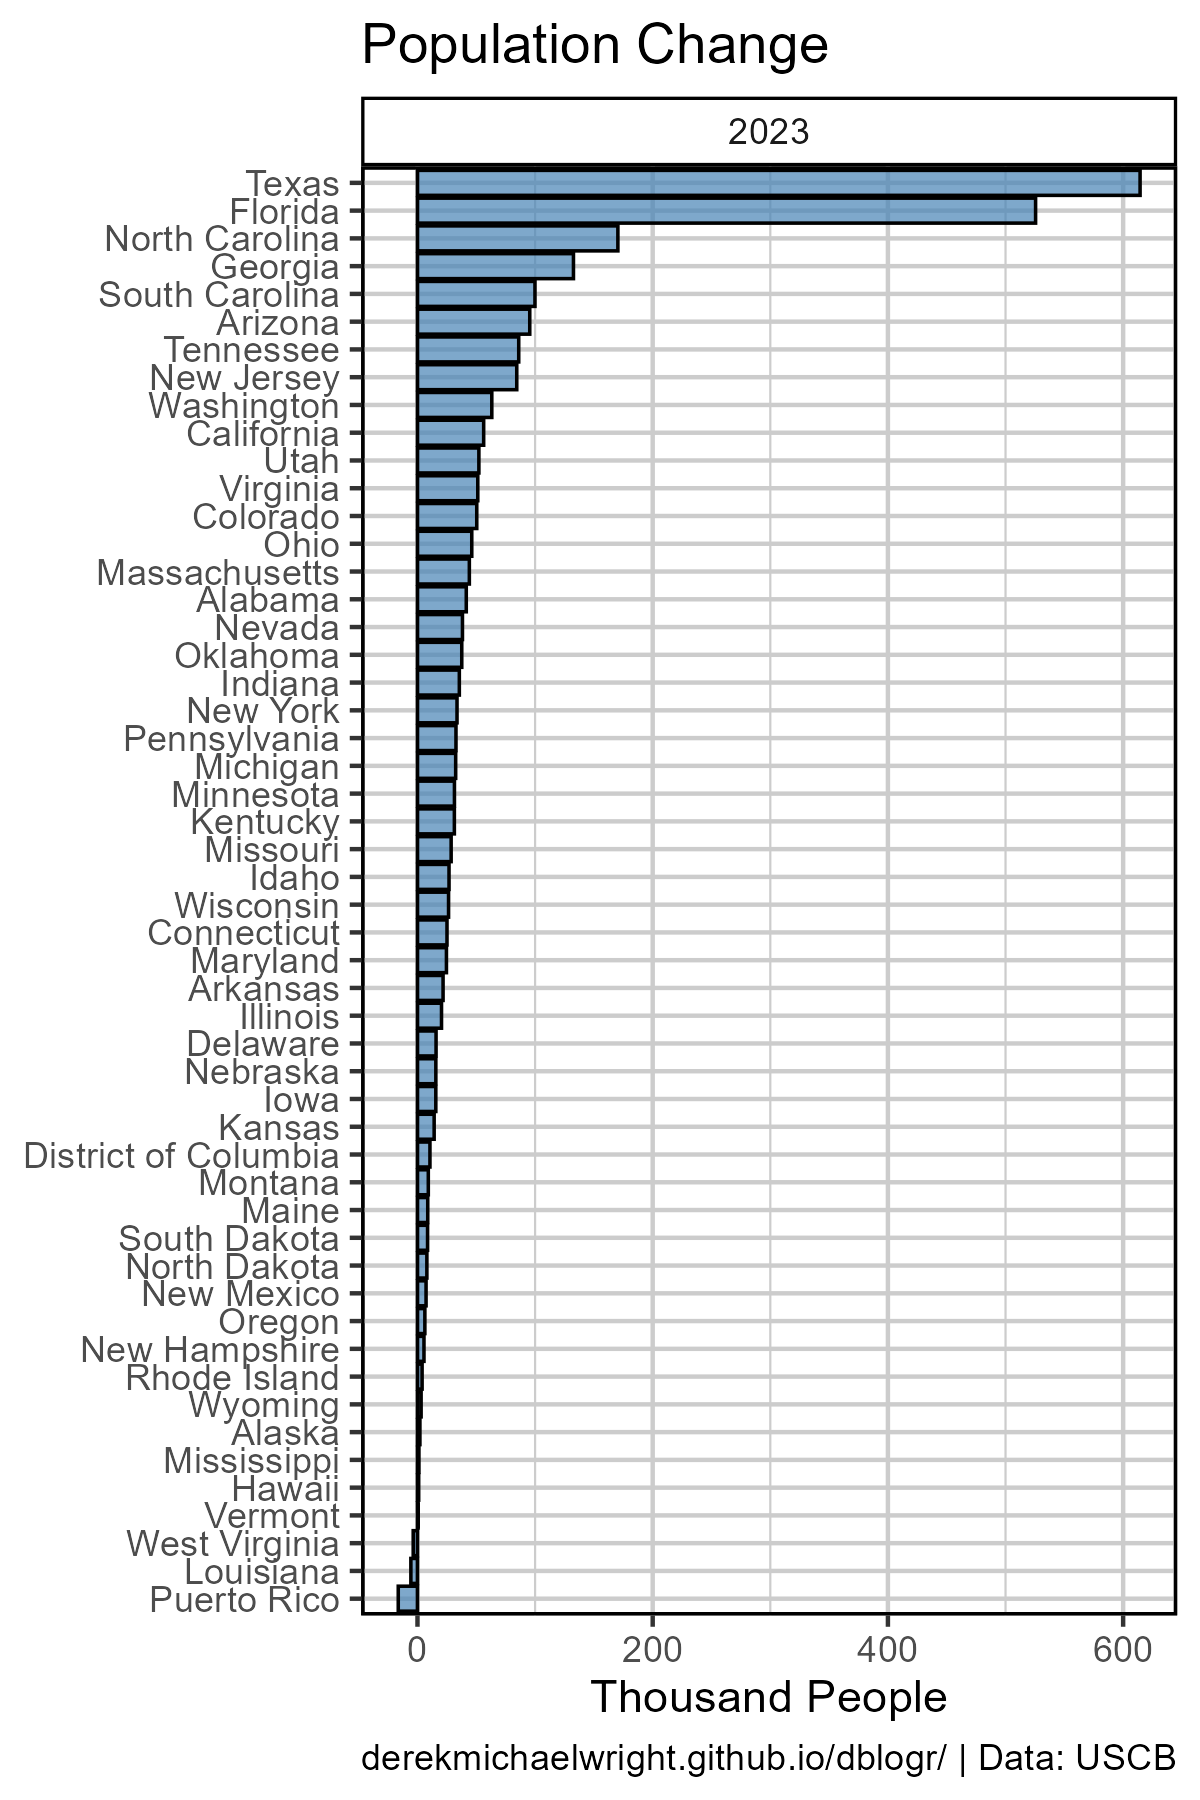 Population Change
2023
Texas
Florida
North Carolina
Georgia
South Carolina
Arizona
Tennessee
New Jersey
Washington
California
Utah
Virginia
Colorado
Ohio
Massachusetts
Alabama
Nevada
Oklahoma
Indiana
New York
Pennsylvania
Michigan
Minnesota
Kentucky
Missouri
Idaho
Wisconsin
Connecticut
Maryland
Arkansas
Illinois
Delaware
Nebraska
Iowa
Kansas
District of Columbia
Montana
Maine
South Dakota
North Dakota
New Mexico
Oregon
New Hampshire
Rhode Island
Wyoming
Alaska
Mississippi
Hawaii
Vermont
West Virginia
Louisiana
Puerto Rico
0 200 400 600
Thousand People
derekmichaelwright.github.io/dblogr/ | Data: USCB